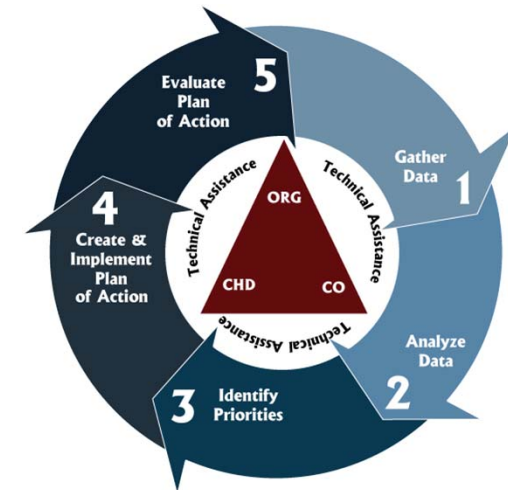 5
Evaluate
Plan
of Action
Gather
Data
1
4
Create &
Implement
Plan
of Action
Analyze
Data
2
3
Identify
Priorities
Technical Assistance
Technical Assistance
Technical Assistance
ORG
CHD
CO